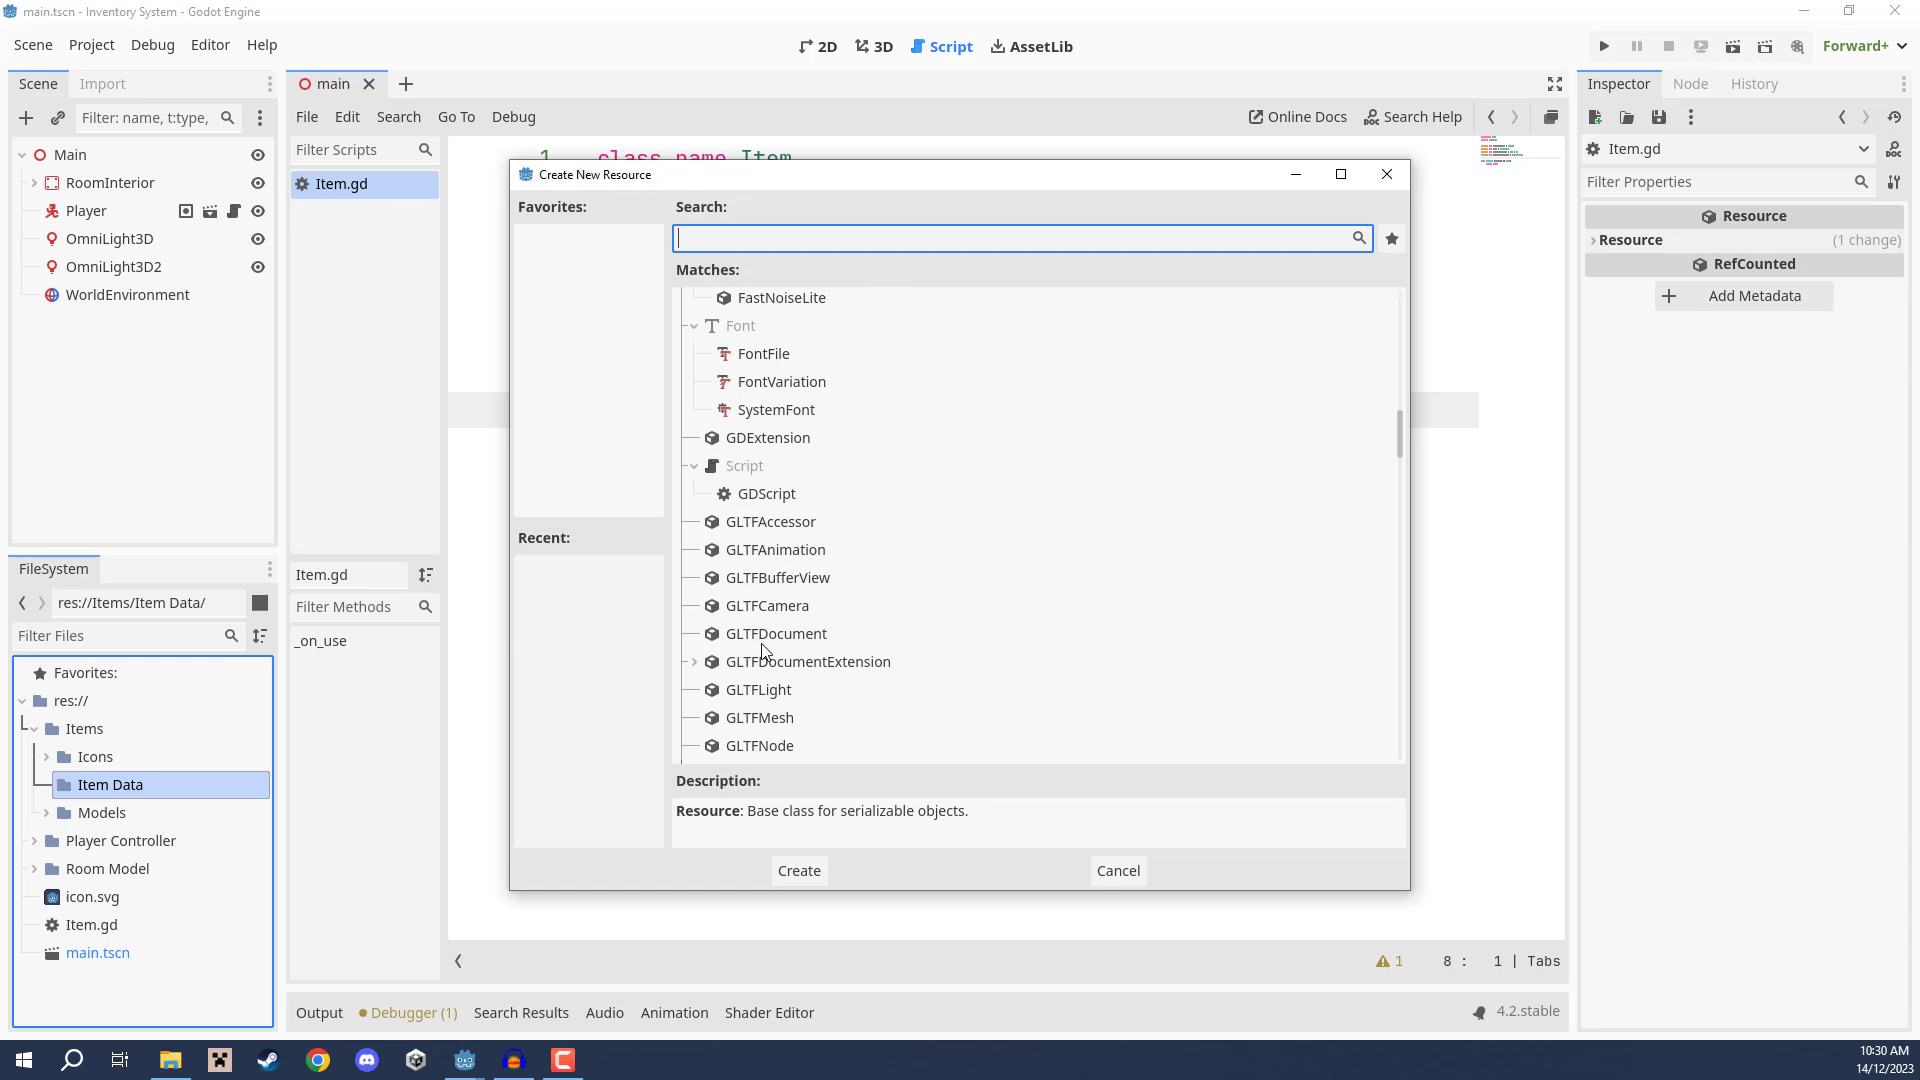 main.tscn - Inventory System - Godot Engine
Scene Project Debug Editor Help
2D 3D Script AssetLib
Forward+
Scene Import
main
Inspector Node History
Filter: name, t:type,
File Edit Search Go To Debug
Online Docs Search Help
Main
RoomInterior
Player
OmniLight3D
OmniLight3D2
WorldEnvironment
Filter Scripts
Item.gd
1 class_name Item
Item.gd
Filter Properties
Resource
Resource (1 change)
RefCounted
Add Metadata
Create New Resource
Favorites:
Search:
Matches:
FastNoiseLite
Font
FontFile
FontVariation
SystemFont
GDExtension
Script
GDScript
GLTFAccessor
GLTFAnimation
GLTFBufferView
GLTFCamera
GLTFDocument
GLTFDocumentExtension
GLTFLight
GLTFMesh
GLTFNode
Recent:
Description:
Resource: Base class for serializable objects.
Create Cancel
Item.gd
Filter Methods
_on_use
FileSystem
res://Items/Item Data/
Filter Files
Favorites:
res://
Items
Icons
Item Data
Models
Player Controller
Room Model
icon.svg
Item.gd
main.tscn
1 8 : 1 | Tabs
Output Debugger (1) Search Results Audio Animation Shader Editor
4.2.stable
10:30 AM
14/12/2023